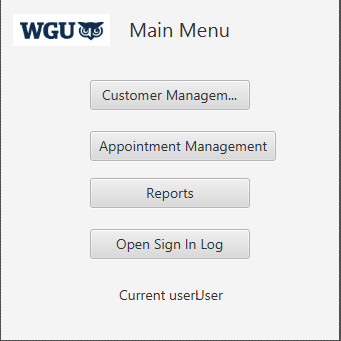 WGU Main Menu
Customer Managem...
Appointment Management
Reports
Open Sign In Log
Current userUser